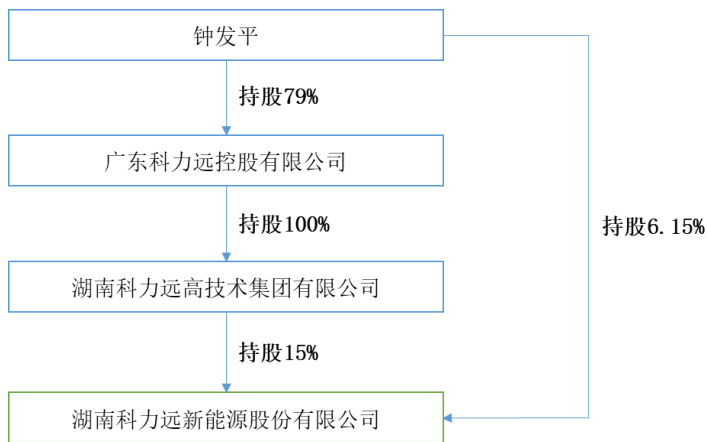 钟发平
持股79%
广东科力远控股有限公司
持股100%
持股6.15%
湖南科力远高技术集团有限公司
持股15%
湖南科力远新能源股份有限公司